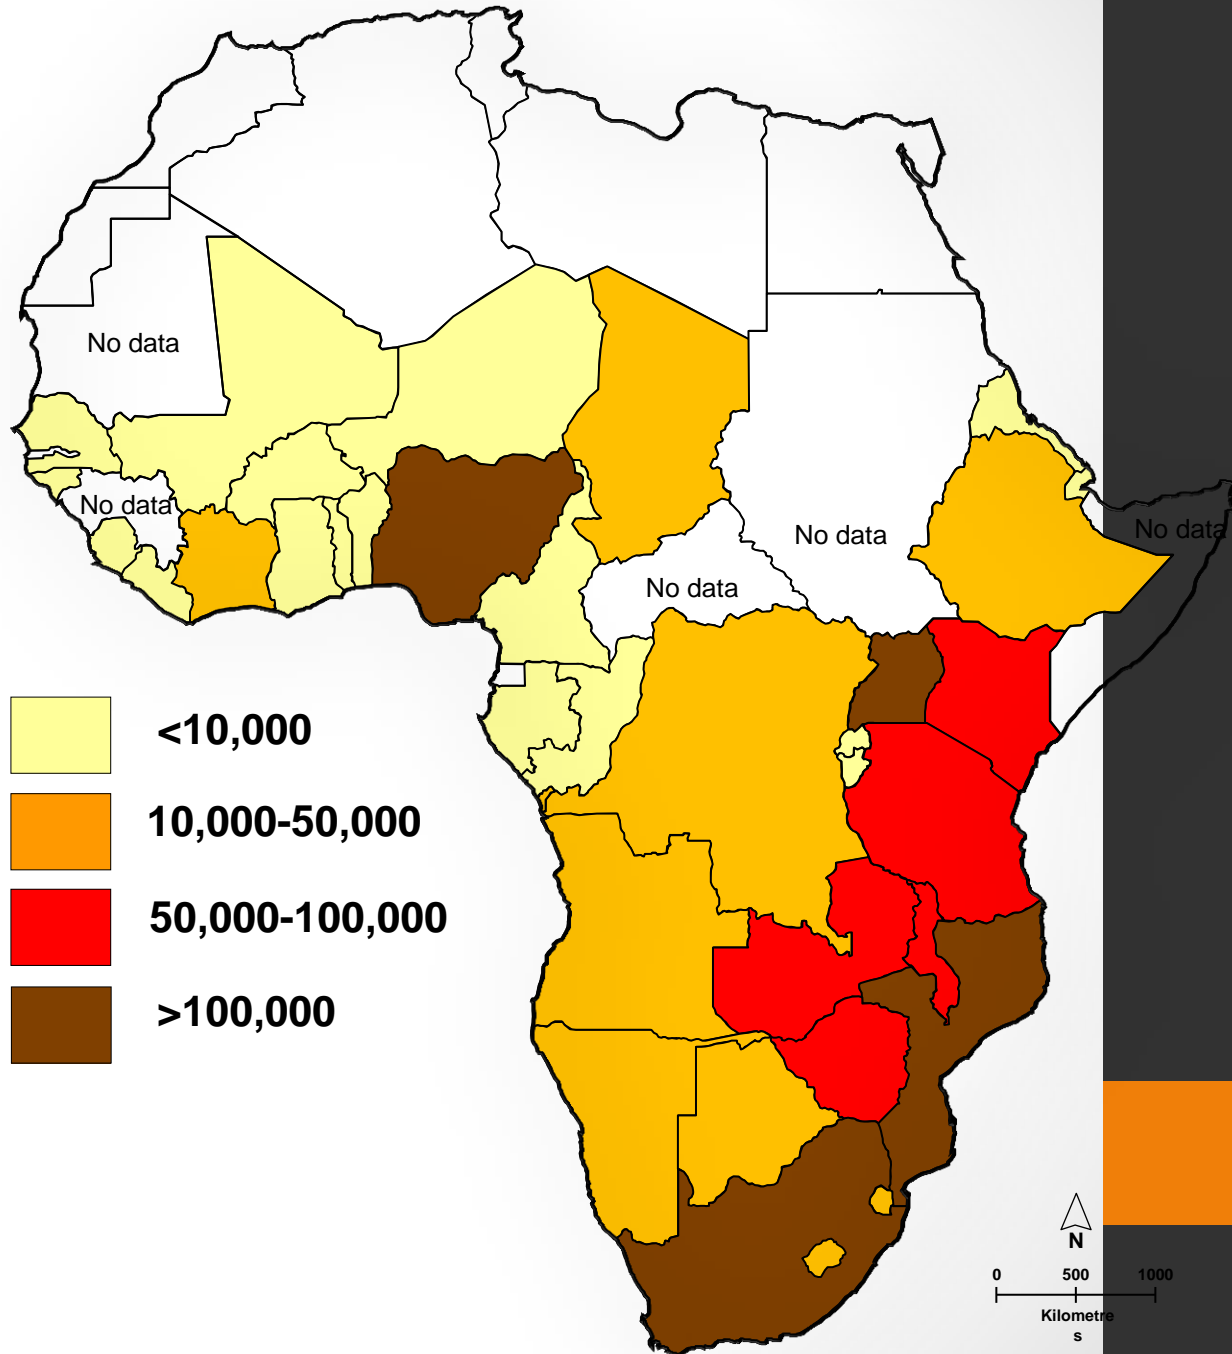 No data
No data
No data
No data
No data
<10,000
10,000-50,000
50,000-100,000
>100,000
N
0 500 1000
Kilometre
s